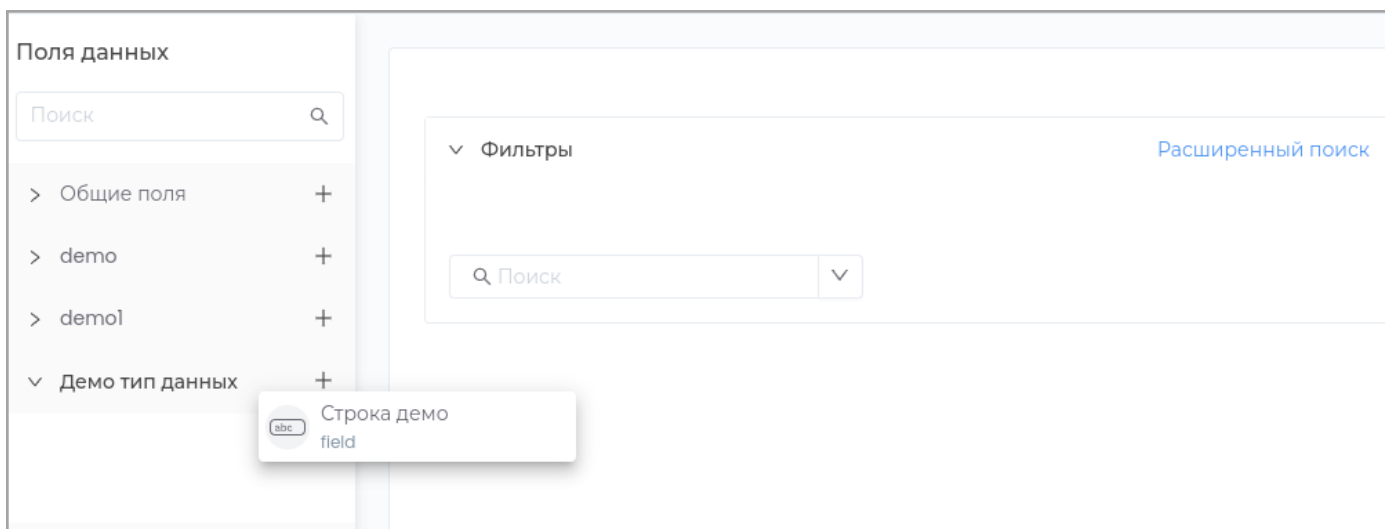 Поля данных
Поиск
Общие поля
demo
demo1
Демо тип данных
abc
Строка демо
field
Фильтры
Расширенный поиск
Поиск